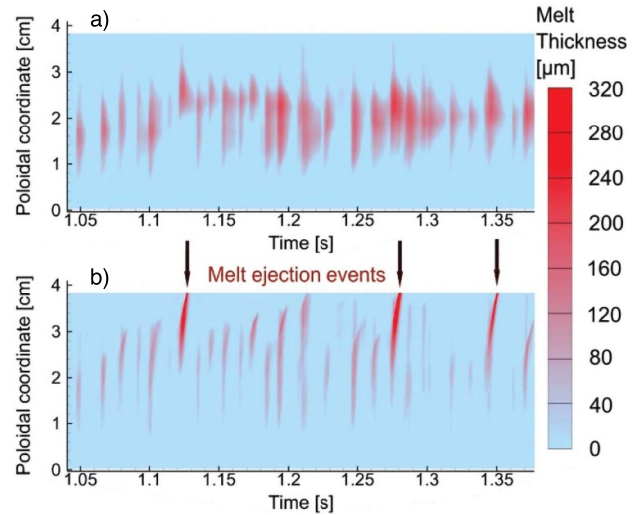 a)
Melt
Thickness
[µm]
Poloidal coordinate [cm]
4
3
2
1
0
1.05 1.1 1.15 1.2 1.25 1.3 1.35
Time [s]
320
280
240
200
160
120
80
40
0
b)
Melt ejection events
Poloidal coordinate [cm]
4
3
2
1
0
1.05 1.1 1.15 1.2 1.25 1.3 1.35
Time [s]